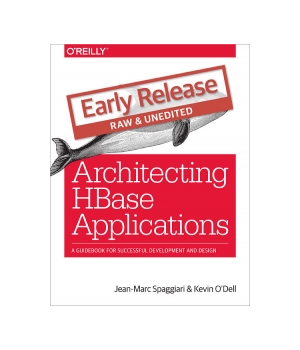 O'REILLY®
Early Release
RAW & UNEDITED
Architecting
HBase
Applications
A GUIDEBOOK FOR SUCCESSFUL DEVELOPMENT AND DESIGN
Jean-Marc Spaggiari & Kevin O'Dell